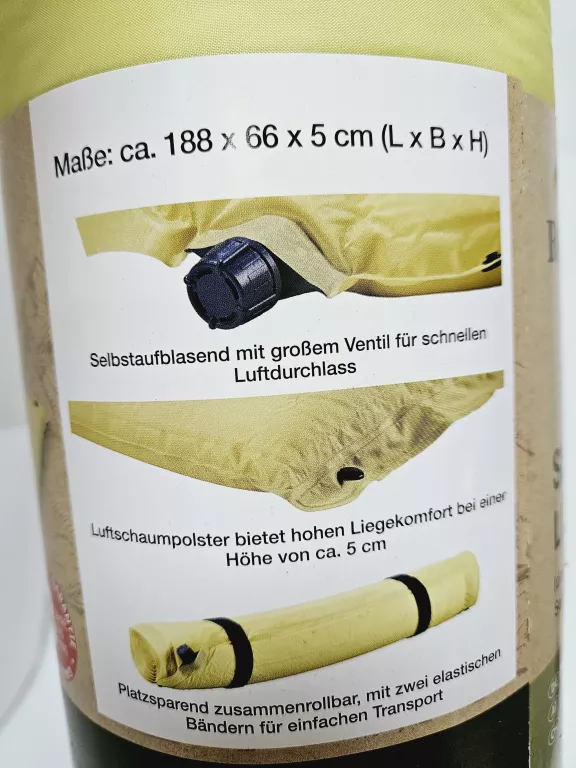 Maße: ca. 188 x 66 x 5 cm (L x B x H)
Selbstaufblasend mit großem Ventil für schnellen
Luftdurchlass
Luftschaumpolster bietet hohen Liegekomfort bei einer
Höhe von ca. 5 cm
Platzsparend zusammenrollbar, mit zwei elastischen
Bändern für einfachen Transport